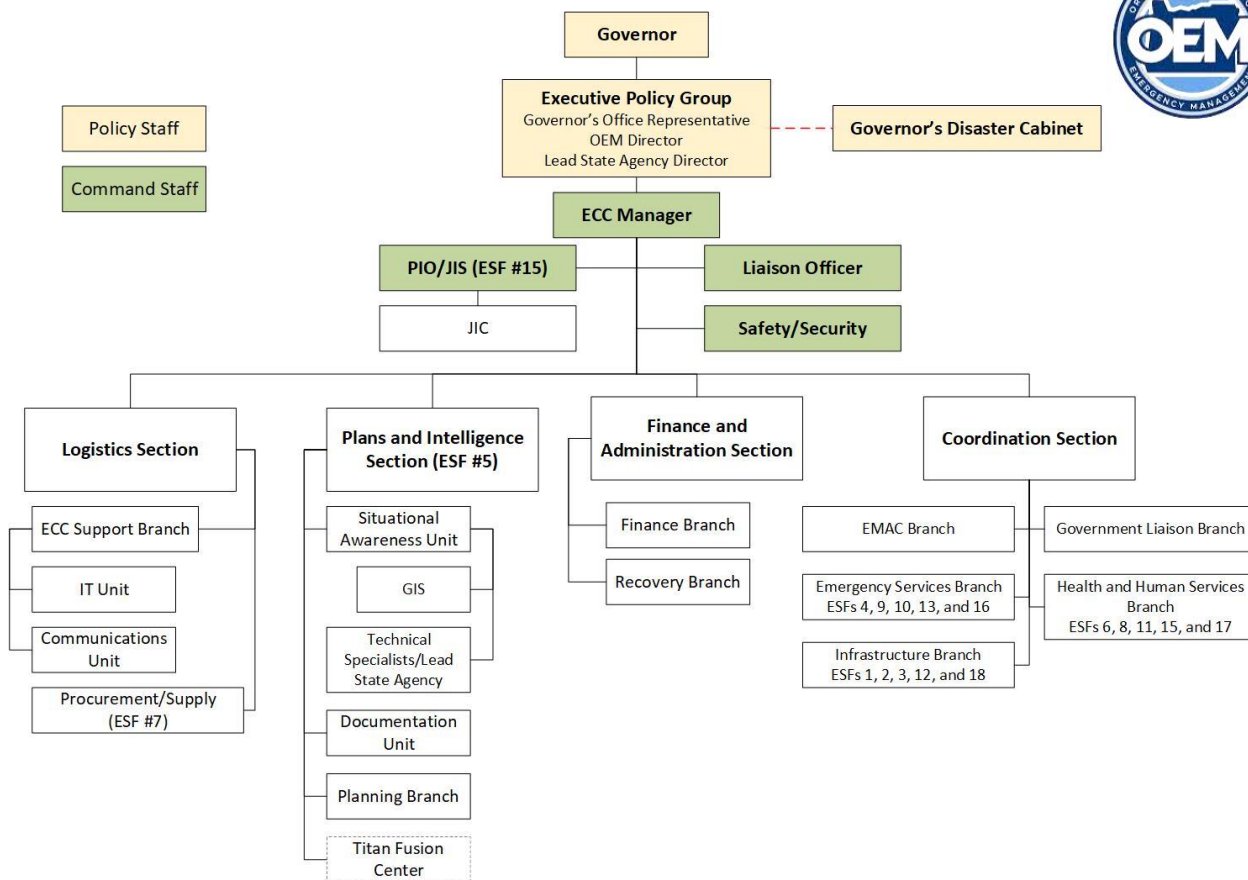 Governor
OEM
EMERGENCY MANAGEMENT
Executive Policy Group
Governor's Office Representative
OEM Director
Lead State Agency Director
Governor's Disaster Cabinet
Policy Staff
Command Staff
ECC Manager
PIO/JIS (ESF #15)
Liaison Officer
JIC
Safety/Security
Logistics Section
Plans and Intelligence
Section (ESF #5)
Finance and
Administration Section
Coordination Section
ECC Support Branch
IT Unit
Communications
Unit
Procurement/Supply
(ESF #7)
Situational
Awareness Unit
GIS
Technical
Specialists/Lead
State Agency
Documentation
Unit
Planning Branch
Titan Fusion
Center
Finance Branch
Recovery Branch
EMAC Branch
Government Liaison Branch
Emergency Services Branch
ESFs 4, 9, 10, 13, and 16
Health and Human Services
Branch
ESFs 6, 8, 11, 15, and 17
Infrastructure Branch
ESFs 1, 2, 3, 12, and 18